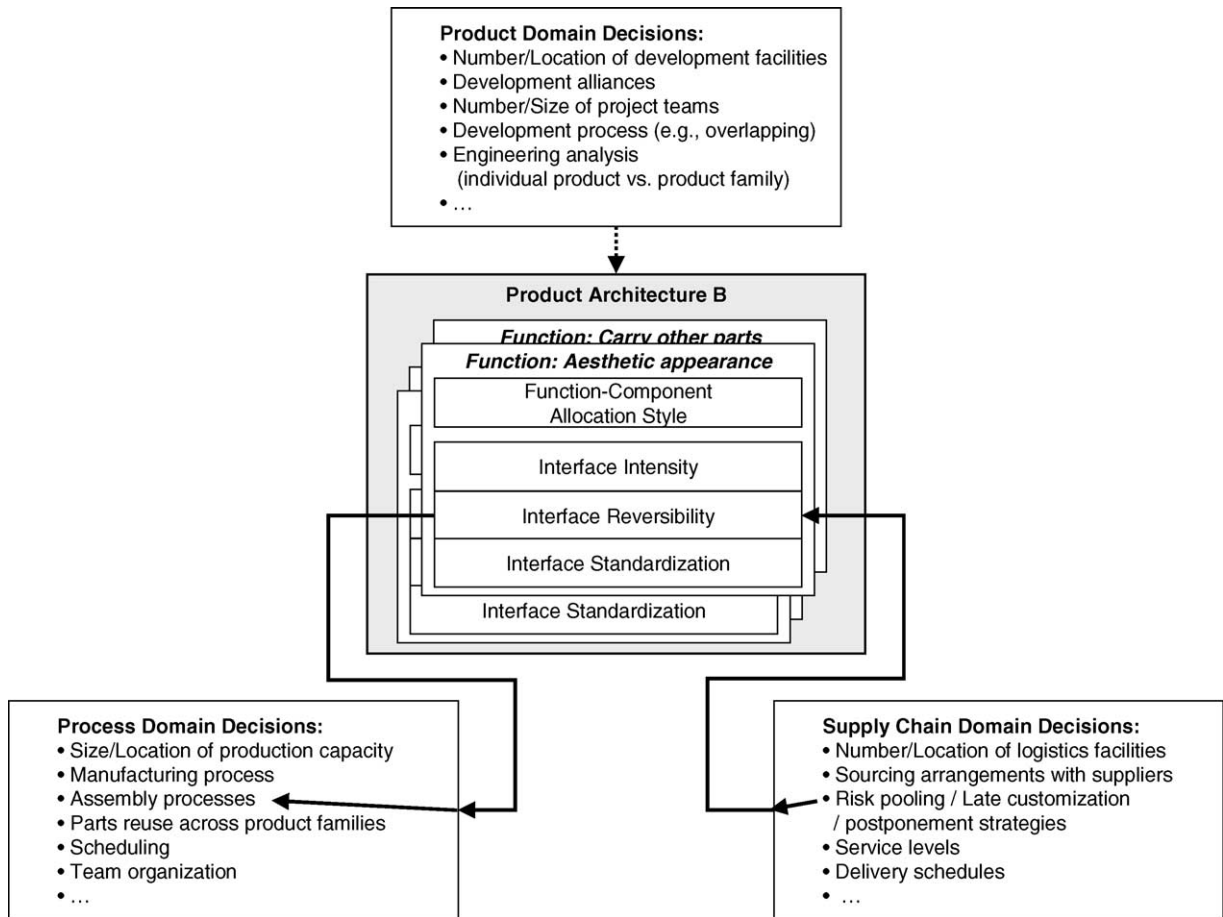 Product Domain Decisions:
• Number/Location of development facilities
• Development alliances
• Number/Size of project teams
• Development process (e.g., overlapping)
• Engineering analysis
(individual product vs. product family)
• …
Product Architecture B
Function: Carry other parts
Function: Aesthetic appearance
Function-Component
Allocation Style
Interface Intensity
Interface Reversibility
Interface Standardization
Interface Standardization
Process Domain Decisions:
• Size/Location of production capacity
• Manufacturing process
• Assembly processes
• Parts reuse across product families
• Scheduling
• Team organization
• …
Supply Chain Domain Decisions:
• Number/Location of logistics facilities
• Sourcing arrangements with suppliers
• Risk pooling / Late customization
/ postponement strategies
• Service levels
• Delivery schedules
• …